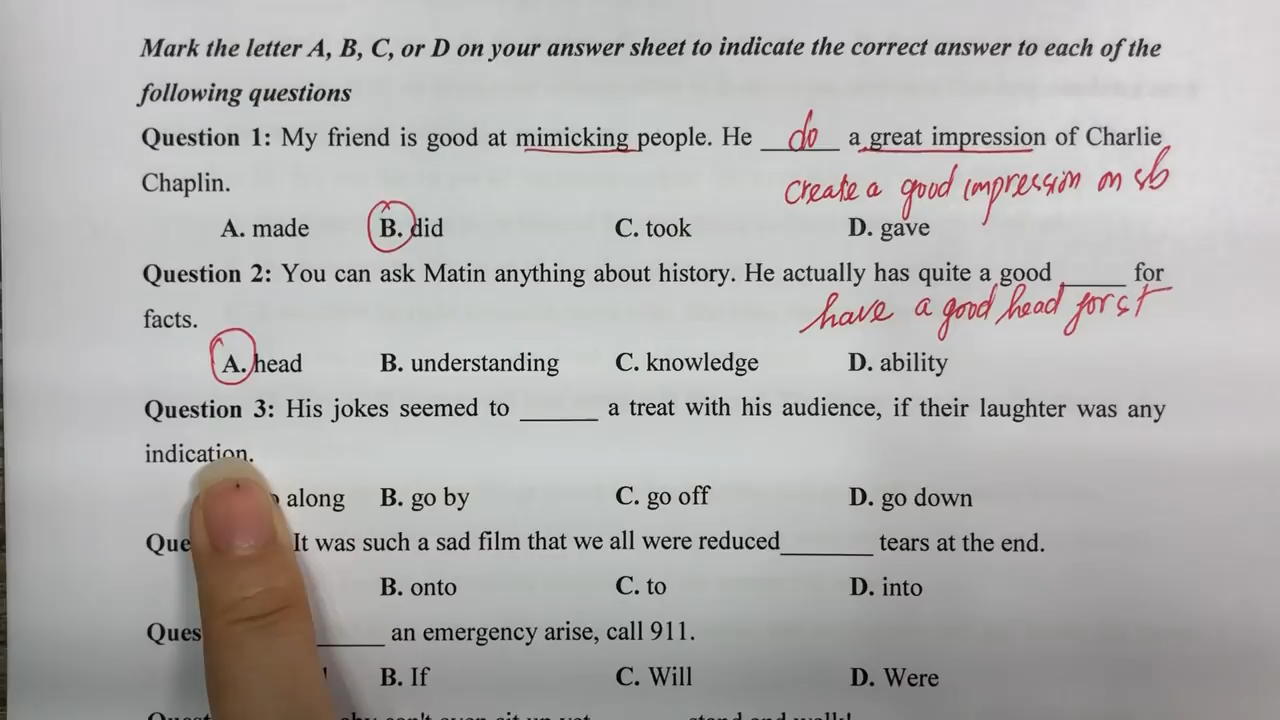 Mark the letter A, B, C, or D on your answer sheet to indicate the correct answer to each of the
following questions
Question 1: My friend is good at mimicking people. He ______ do a great impression of Charlie
Chaplin.
create a good impression on sb
A. made B. did C. took D. gave
Question 2: You can ask Matin anything about history. He actually has quite a good _____ for
facts.
have a good head for st
A. head B. understanding C. knowledge D. ability
Question 3: His jokes seemed to ______ a treat with his audience, if their laughter was any
indication.
along B. go by C. go off D. go down
It was such a sad film that we all were reduced_______ tears at the end.
B. onto C. to D. into
_____ an emergency arise, call 911.
B. If C. Will D. Were